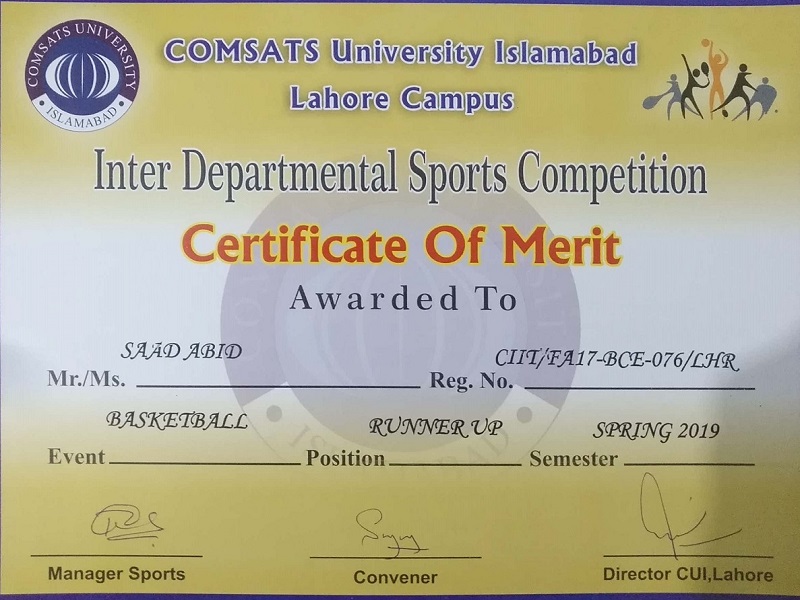 COMSATS UNIVERSITY
ISLAMABAD
COMSATS University Islamabad
Lahore Campus
Inter Departmental Sports Competition
Certificate Of Merit
Awarded To
Mr./Ms. SAAD ABID Reg. No. CIIT/FA17-BCE-076/LHR
Event BASKETBALL Position RUNNER UP Semester SPRING 2019
Manager Sports
Convener
Director CUI,Lahore